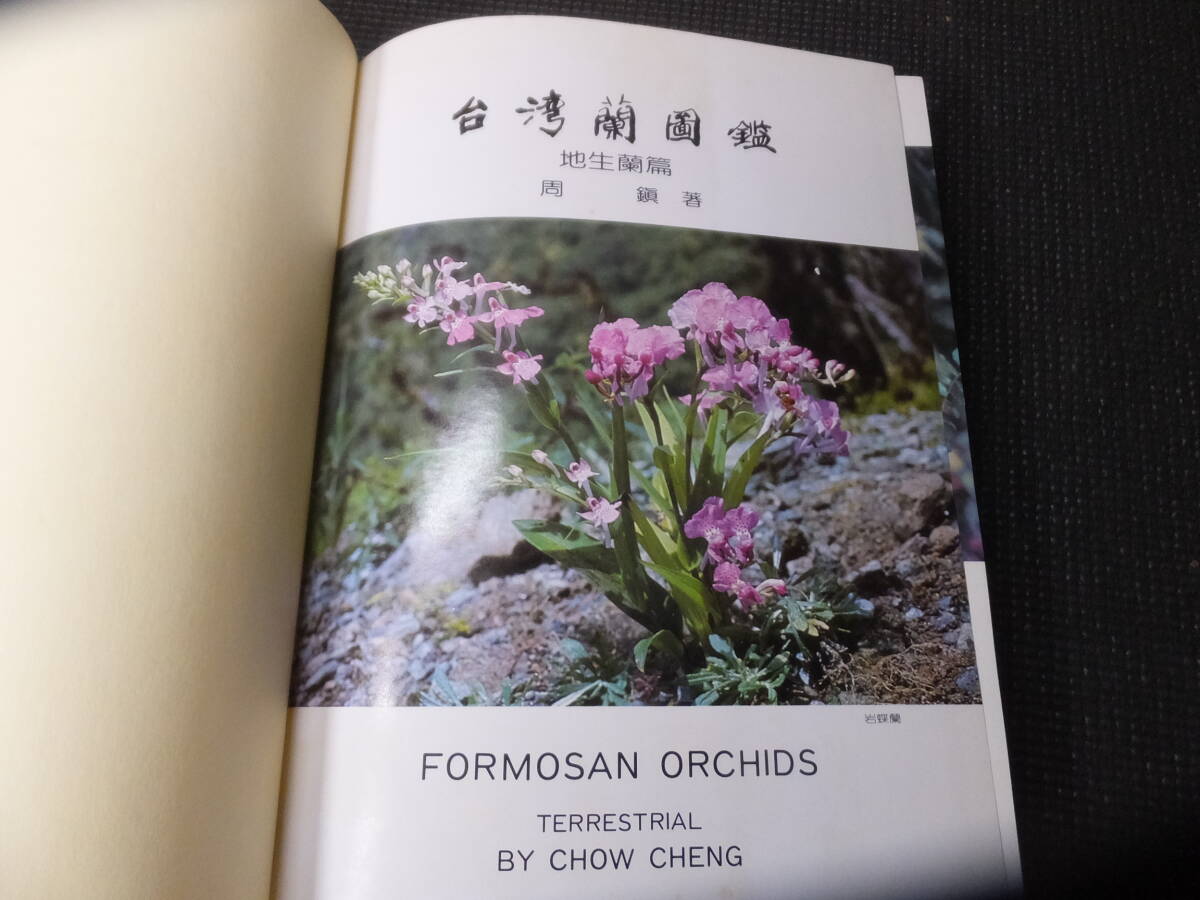 台湾蘭圖鑑
地生蘭篇
周 鎭 著
岩蝶蘭
FORMOSAN ORCHIDS
TERRESTRIAL
BY CHOW CHENG